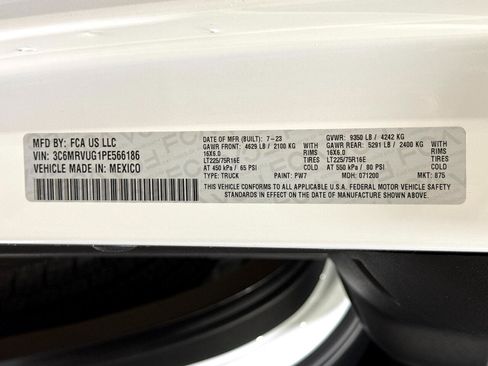 MFD BY: FCA US LLC
VIN: 3C6MRVUG1PE566186
VEHICLE MADE IN: MEXICO
DATE OF MFR (BUILT): 7-23 GVWR: 9350 LB / 4242 KG
GAWR FRONT: 4629 LB / 2100 KG WITH GAWR REAR: 5291 LB / 2400 KG WITH
16X6.0 RIMS 16X6.0 RIMS
LT225/75R16E TIRES LT225/75R16E TIRES
AT 450 kPa / 65 PSI COLD AT 550 kPa / 80 PSI COLD
TYPE: TRUCK PAINT: PW7 MDH: 071200 MKT: 875
THIS VEHICLE CONFORMS TO ALL APPLICABLE U.S.A. FEDERAL MOTOR VEHICLE SAFETY
STANDARDS IN EFFECT ON THE DATE OF MANUFACTURE SHOWN ABOVE.